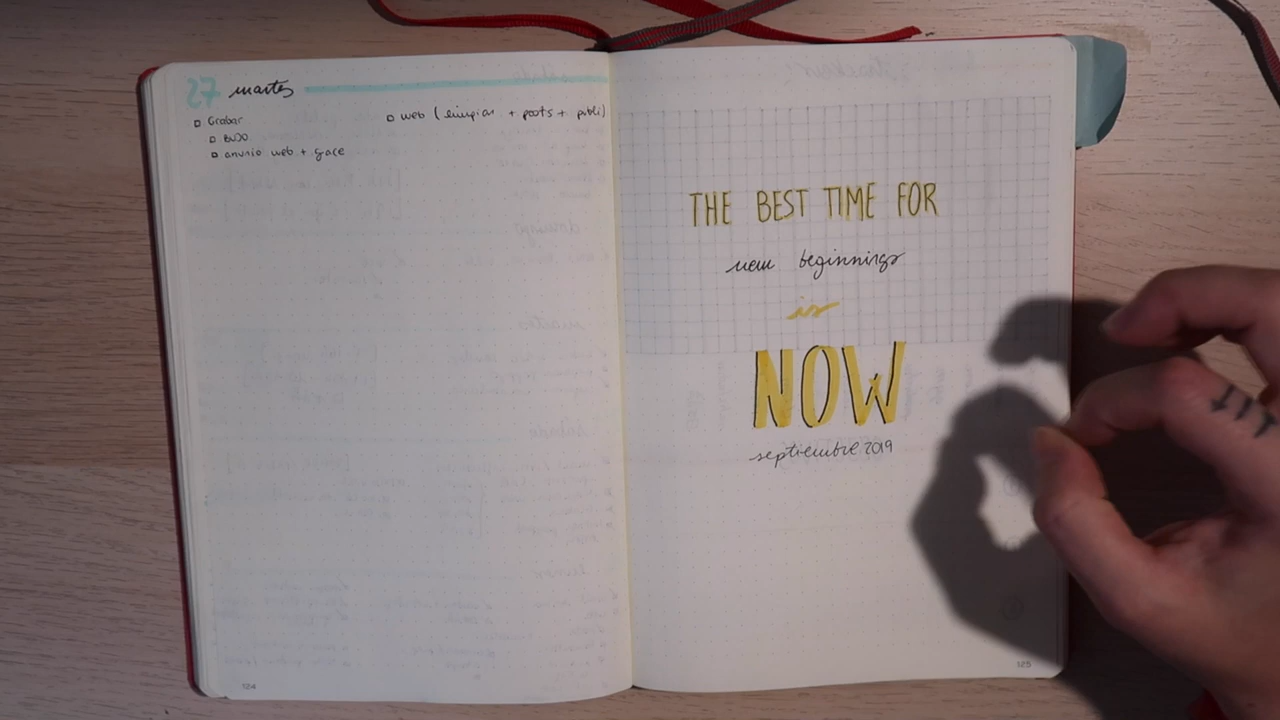 27 martes
Grabar
BUJO
anunio web + grace
web (limpiar + posts + publi)
THE BEST TIME FOR
new beginnings
is
NOW
septiembre 2019
124
125